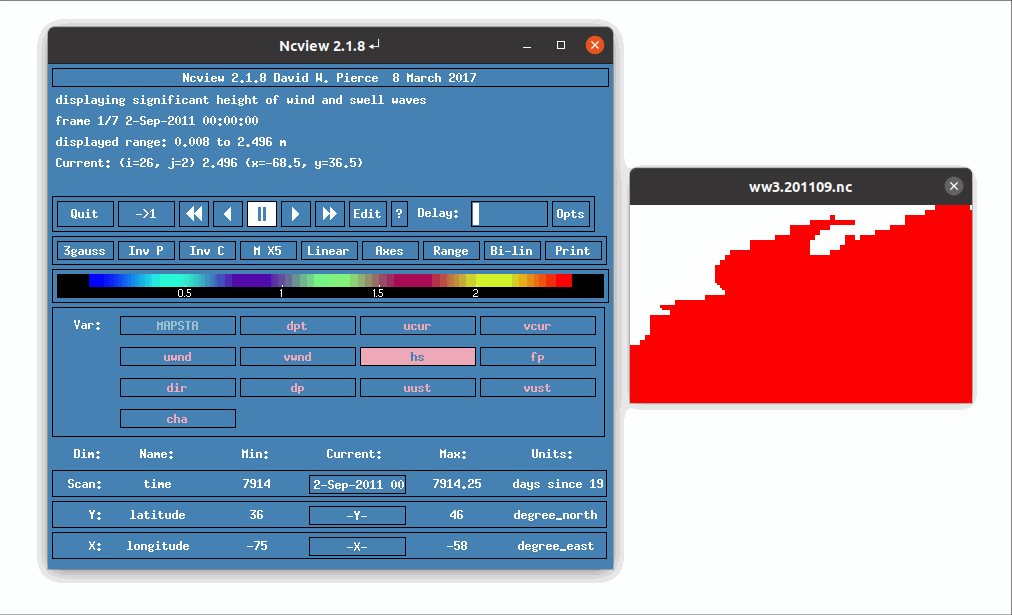 Ncview 2.1.8
Ncview 2.1.8 David W. Pierce 8 March 2017
displaying significant height of wind and swell waves
frame 1/7 2-Sep-2011 00:00:00
displayed range: 0.008 to 2.496 m
Current: (i=26, j=2) 2.496 (x=-68.5, y=36.5)
Quit ->1 Edit ? Delay: Opts
3gauss Inv P Inv C M X5 Linear Axes Range Bi-lin Print
0.5 1 1.5 2
Var: MAPSTA dpt ucur vcur
uwnd vwnd hs fp
dir dp uust vust
cha
Dim: Name: Min: Current: Max: Units:
Scan: time 7914 2-Sep-2011 00 7914.25 days since 19
Y: latitude 36 -Y- 46 degree_north
X: longitude -75 -X- -58 degree_east
ww3.201109.nc